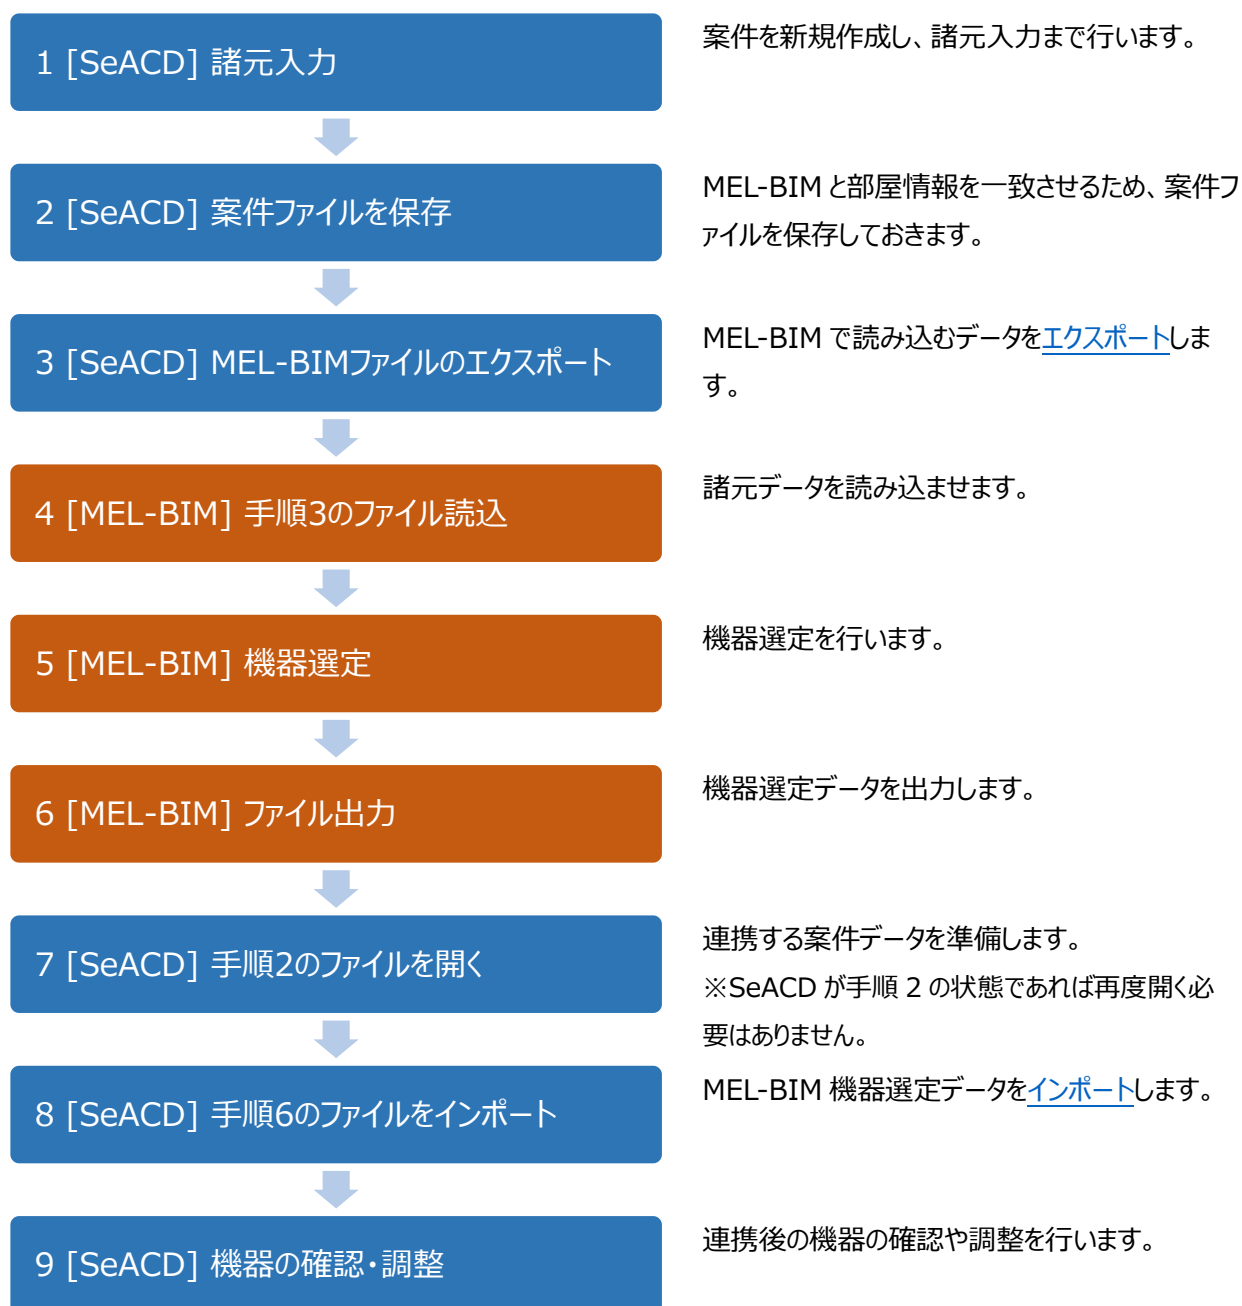 1 [SeACD] 諸元入力
案件を新規作成し、諸元入力まで行います。
2 [SeACD] 案件ファイルを保存
MEL-BIM と部屋情報を一致させるため、案件フ
ァイルを保存しておきます。
3 [SeACD] MEL-BIMファイルのエクスポート
MEL-BIM で読み込むデータをエクスポートしま
す。
4 [MEL-BIM] 手順3のファイル読込
諸元データを読み込ませます。
5 [MEL-BIM] 機器選定
機器選定を行います。
6 [MEL-BIM] ファイル出力
機器選定データを出力します。
7 [SeACD] 手順2のファイルを開く
連携する案件データを準備します。
※SeACD が手順 2 の状態であれば再度開く必
要はありません。
8 [SeACD] 手順6のファイルをインポート
MEL-BIM 機器選定データをインポートします。
9 [SeACD] 機器の確認・調整
連携後の機器の確認や調整を行います。